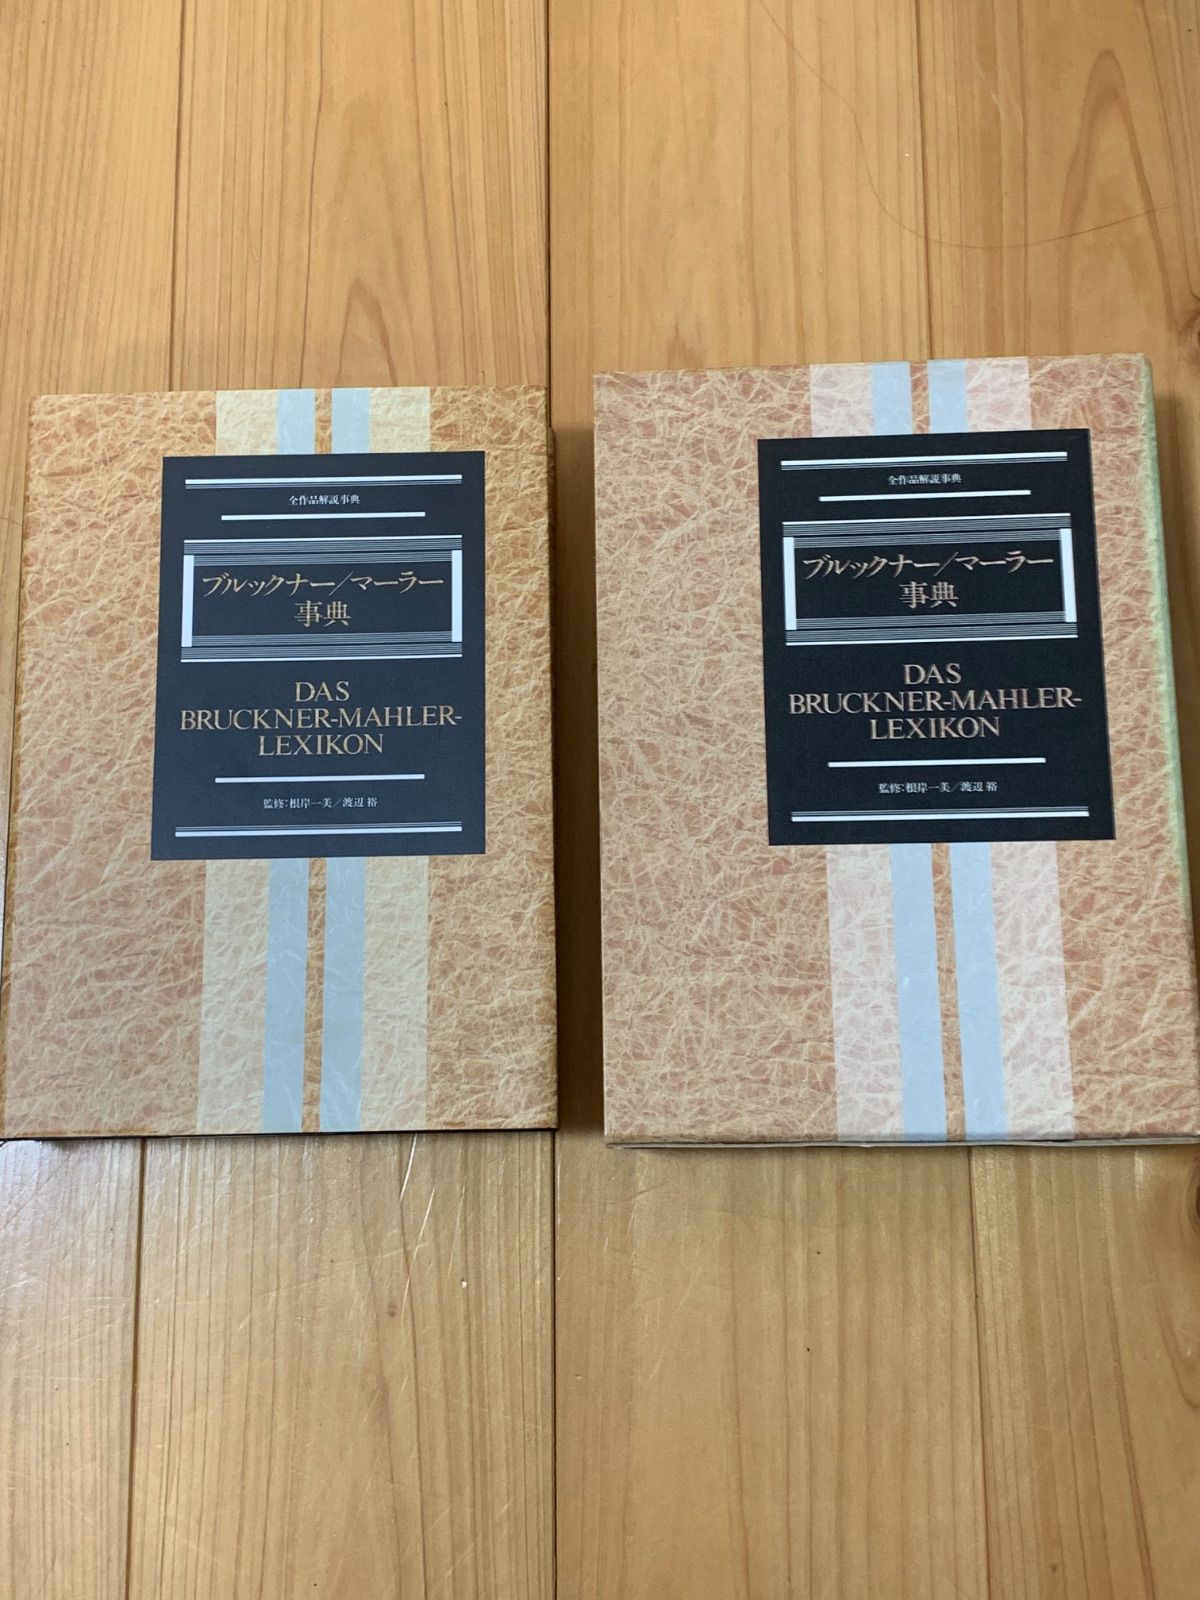 全作品解説事典
ブルックナー/マーラー
事典
DAS
BRUCKNER-MAHLER-
LEXIKON
監修:根岸一美/渡辺 裕
全作品解説事典
ブルックナー/マーラー
事典
DAS
BRUCKNER-MAHLER-
LEXIKON
監修:根岸一美/渡辺 裕